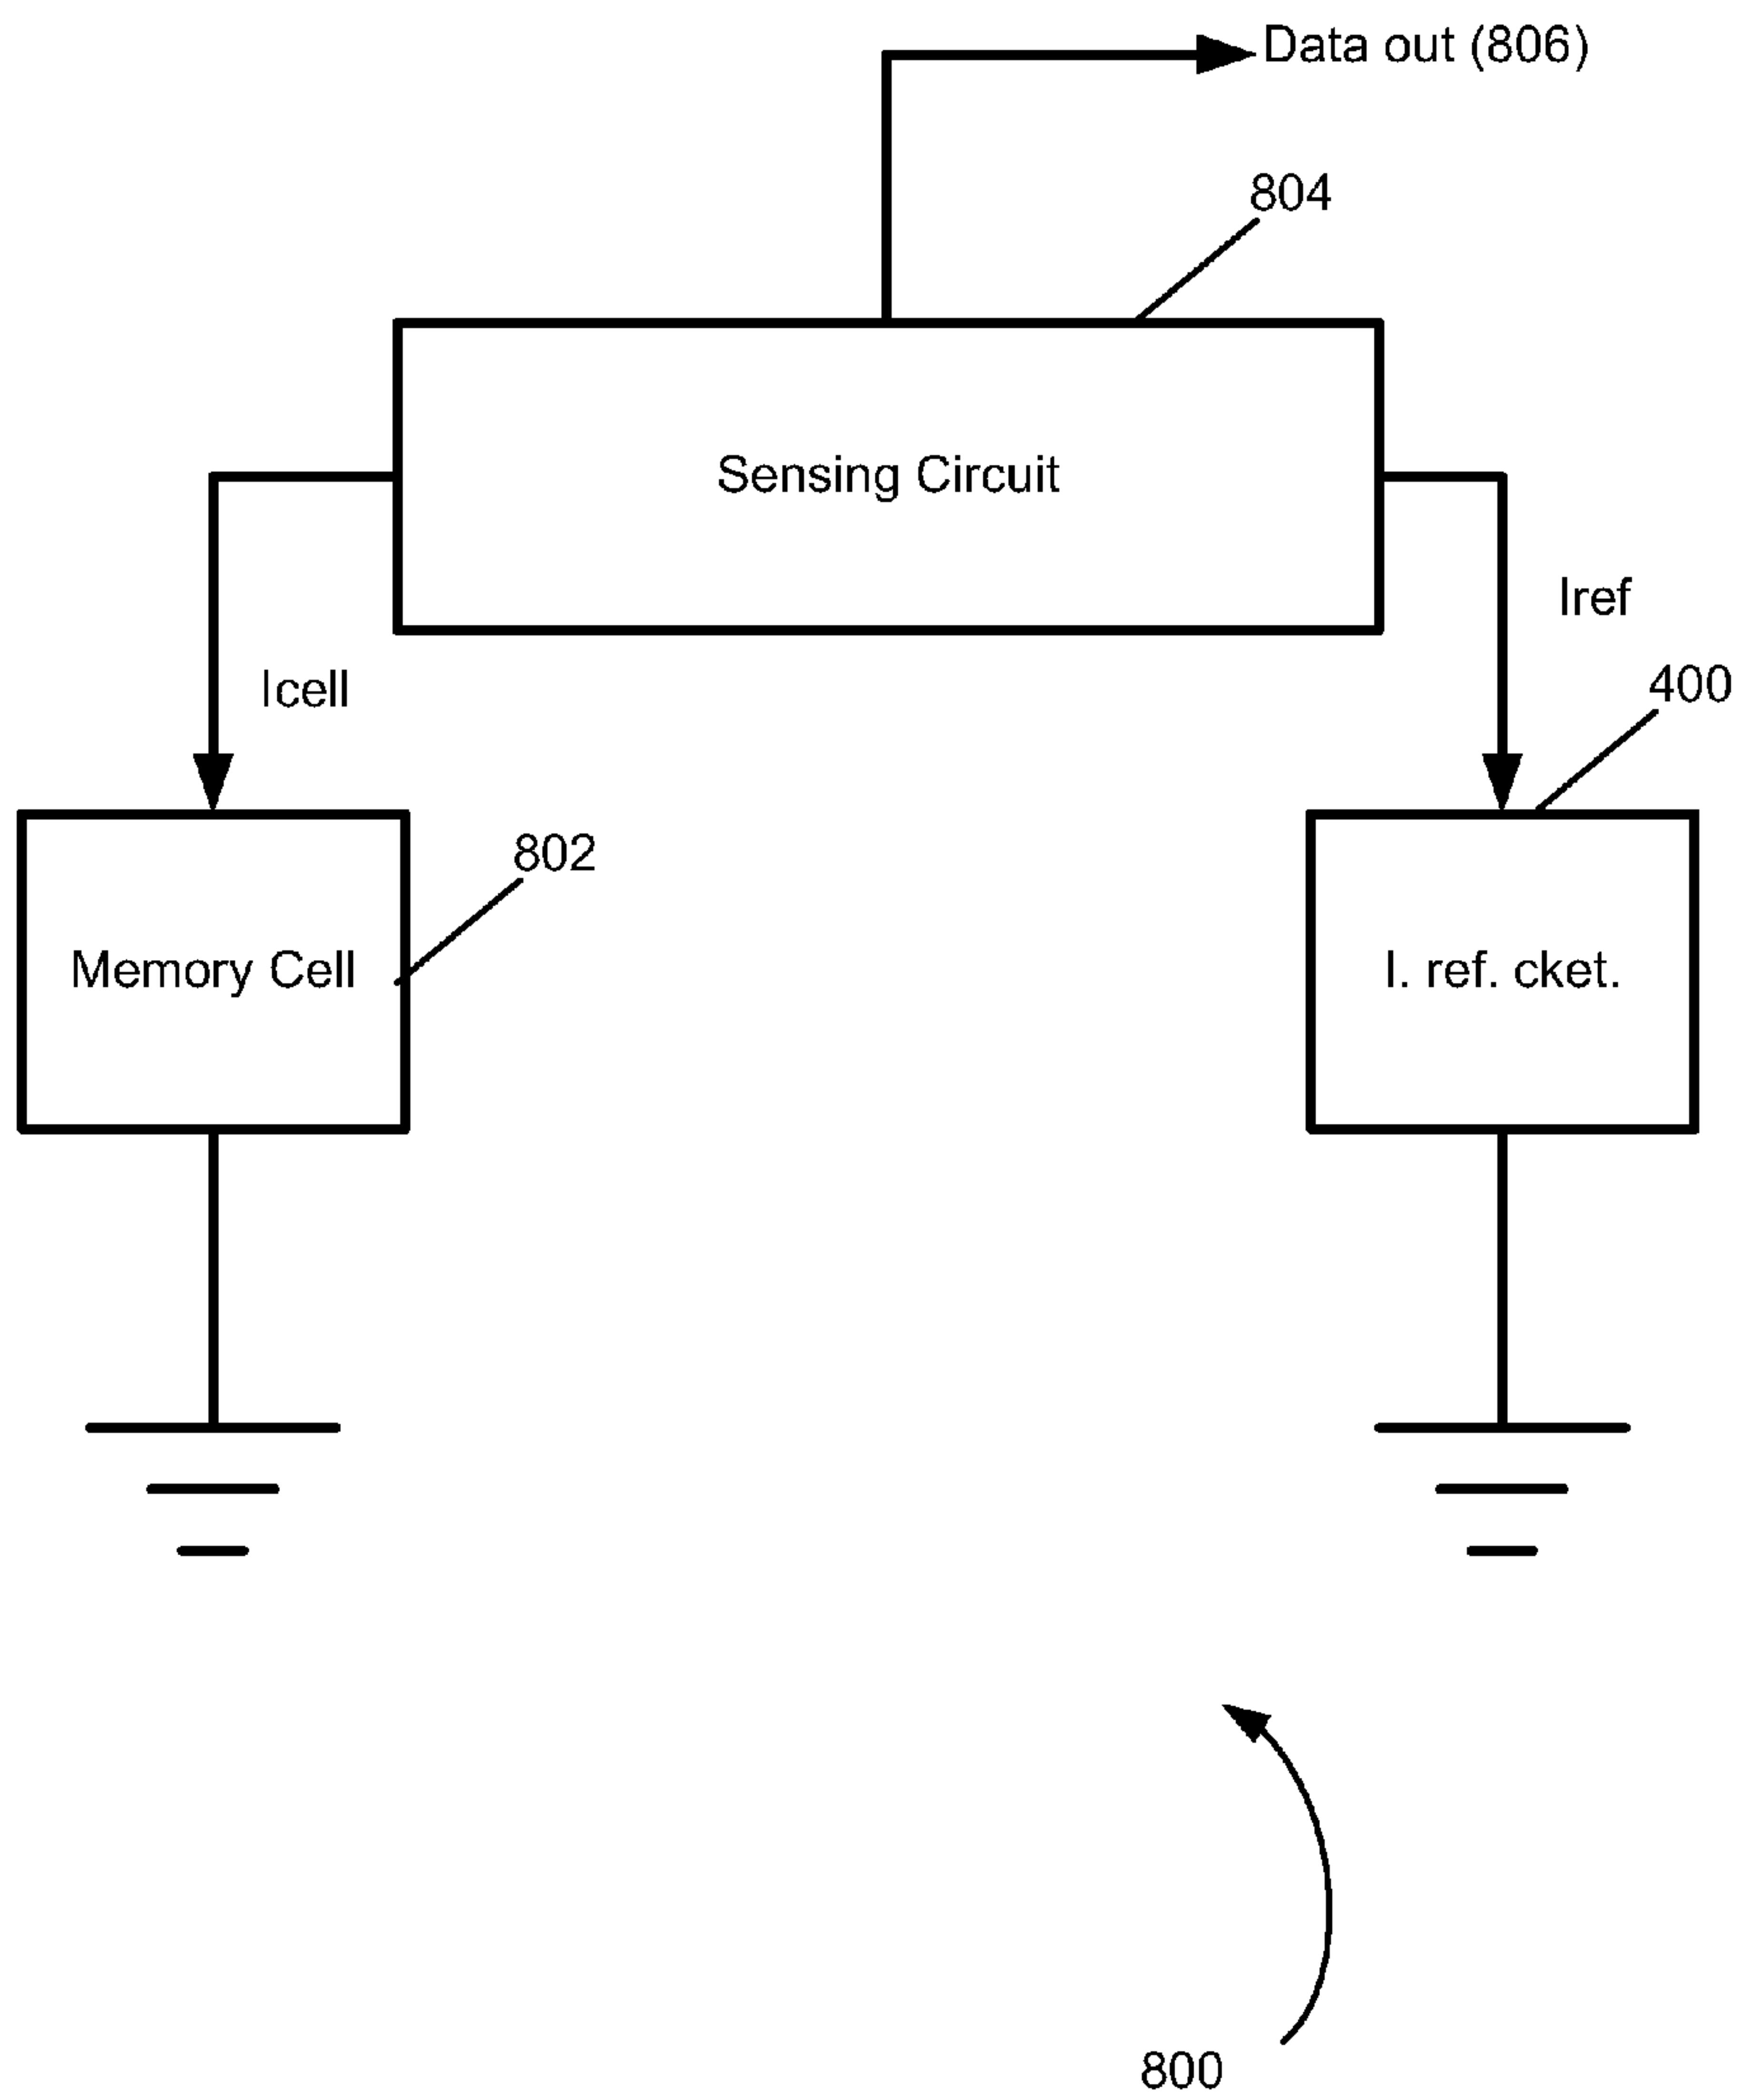 Data out (806)
804
Sensing Circuit
Iref
Icell
400
802
Memory Cell
I. ref. cket.
800